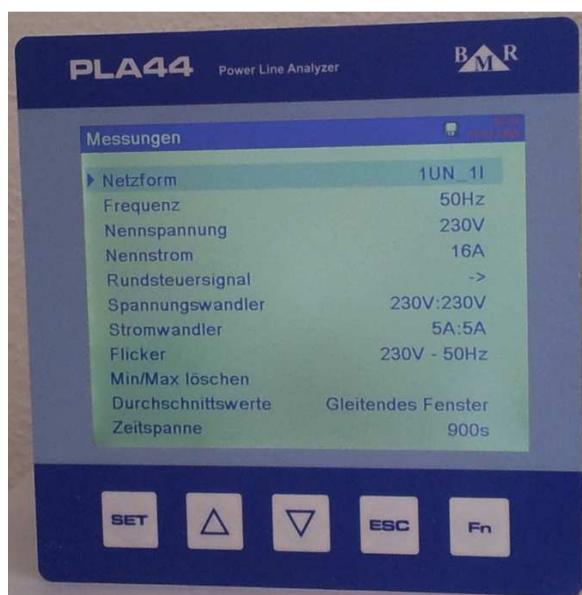 PLA44 Power Line Analyzer BMR
Messungen
Netzform 1UN_1I
Frequenz 50Hz
Nennspannung 230V
Nennstrom 16A
Rundsteuersignal ->
Spannungswandler 230V:230V
Stromwandler 5A:5A
Flicker 230V - 50Hz
Min/Max löschen
Durchschnittswerte Gleitendes Fenster
Zeitspanne 900s
SET ESC Fn